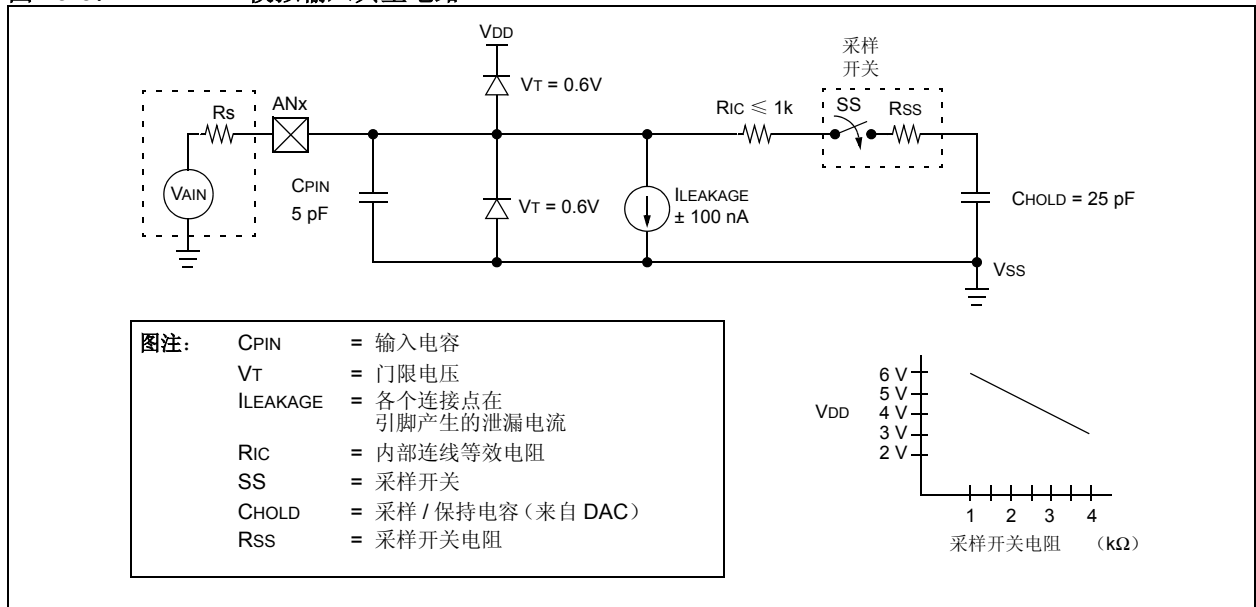 VDD
VT = 0.6V
采样
开关
Rs
ANx
RIC ≤ 1k
SS
RSS
VAIN
CPIN
5 pF
VT = 0.6V
ILEAKAGE
± 100 nA
CHOLD = 25 pF
VSS
图注：
CPIN = 输入电容
VT = 门限电压
ILEAKAGE = 各个连接点在
引脚产生的泄漏电流
RIC = 内部连线等效电阻
SS = 采样开关
CHOLD = 采样 / 保持电容（来自 DAC）
RSS = 采样开关电阻
VDD
6 V
5 V
4 V
3 V
2 V
1 2 3 4
采样开关电阻 （kΩ）